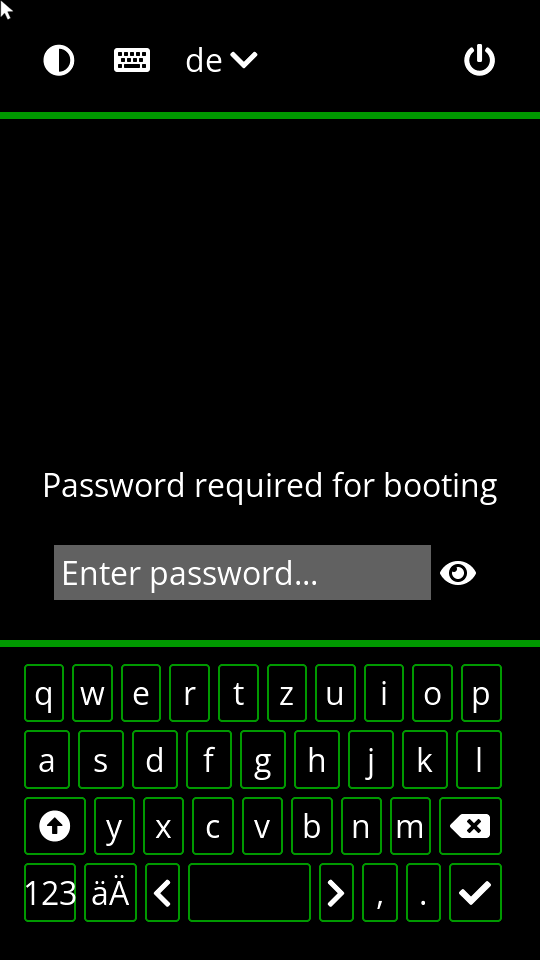 de
Password required for booting
Enter password...
q w e r t z u i o p
a s d f g h j k l
y x c v b n m
123 äÄ , .